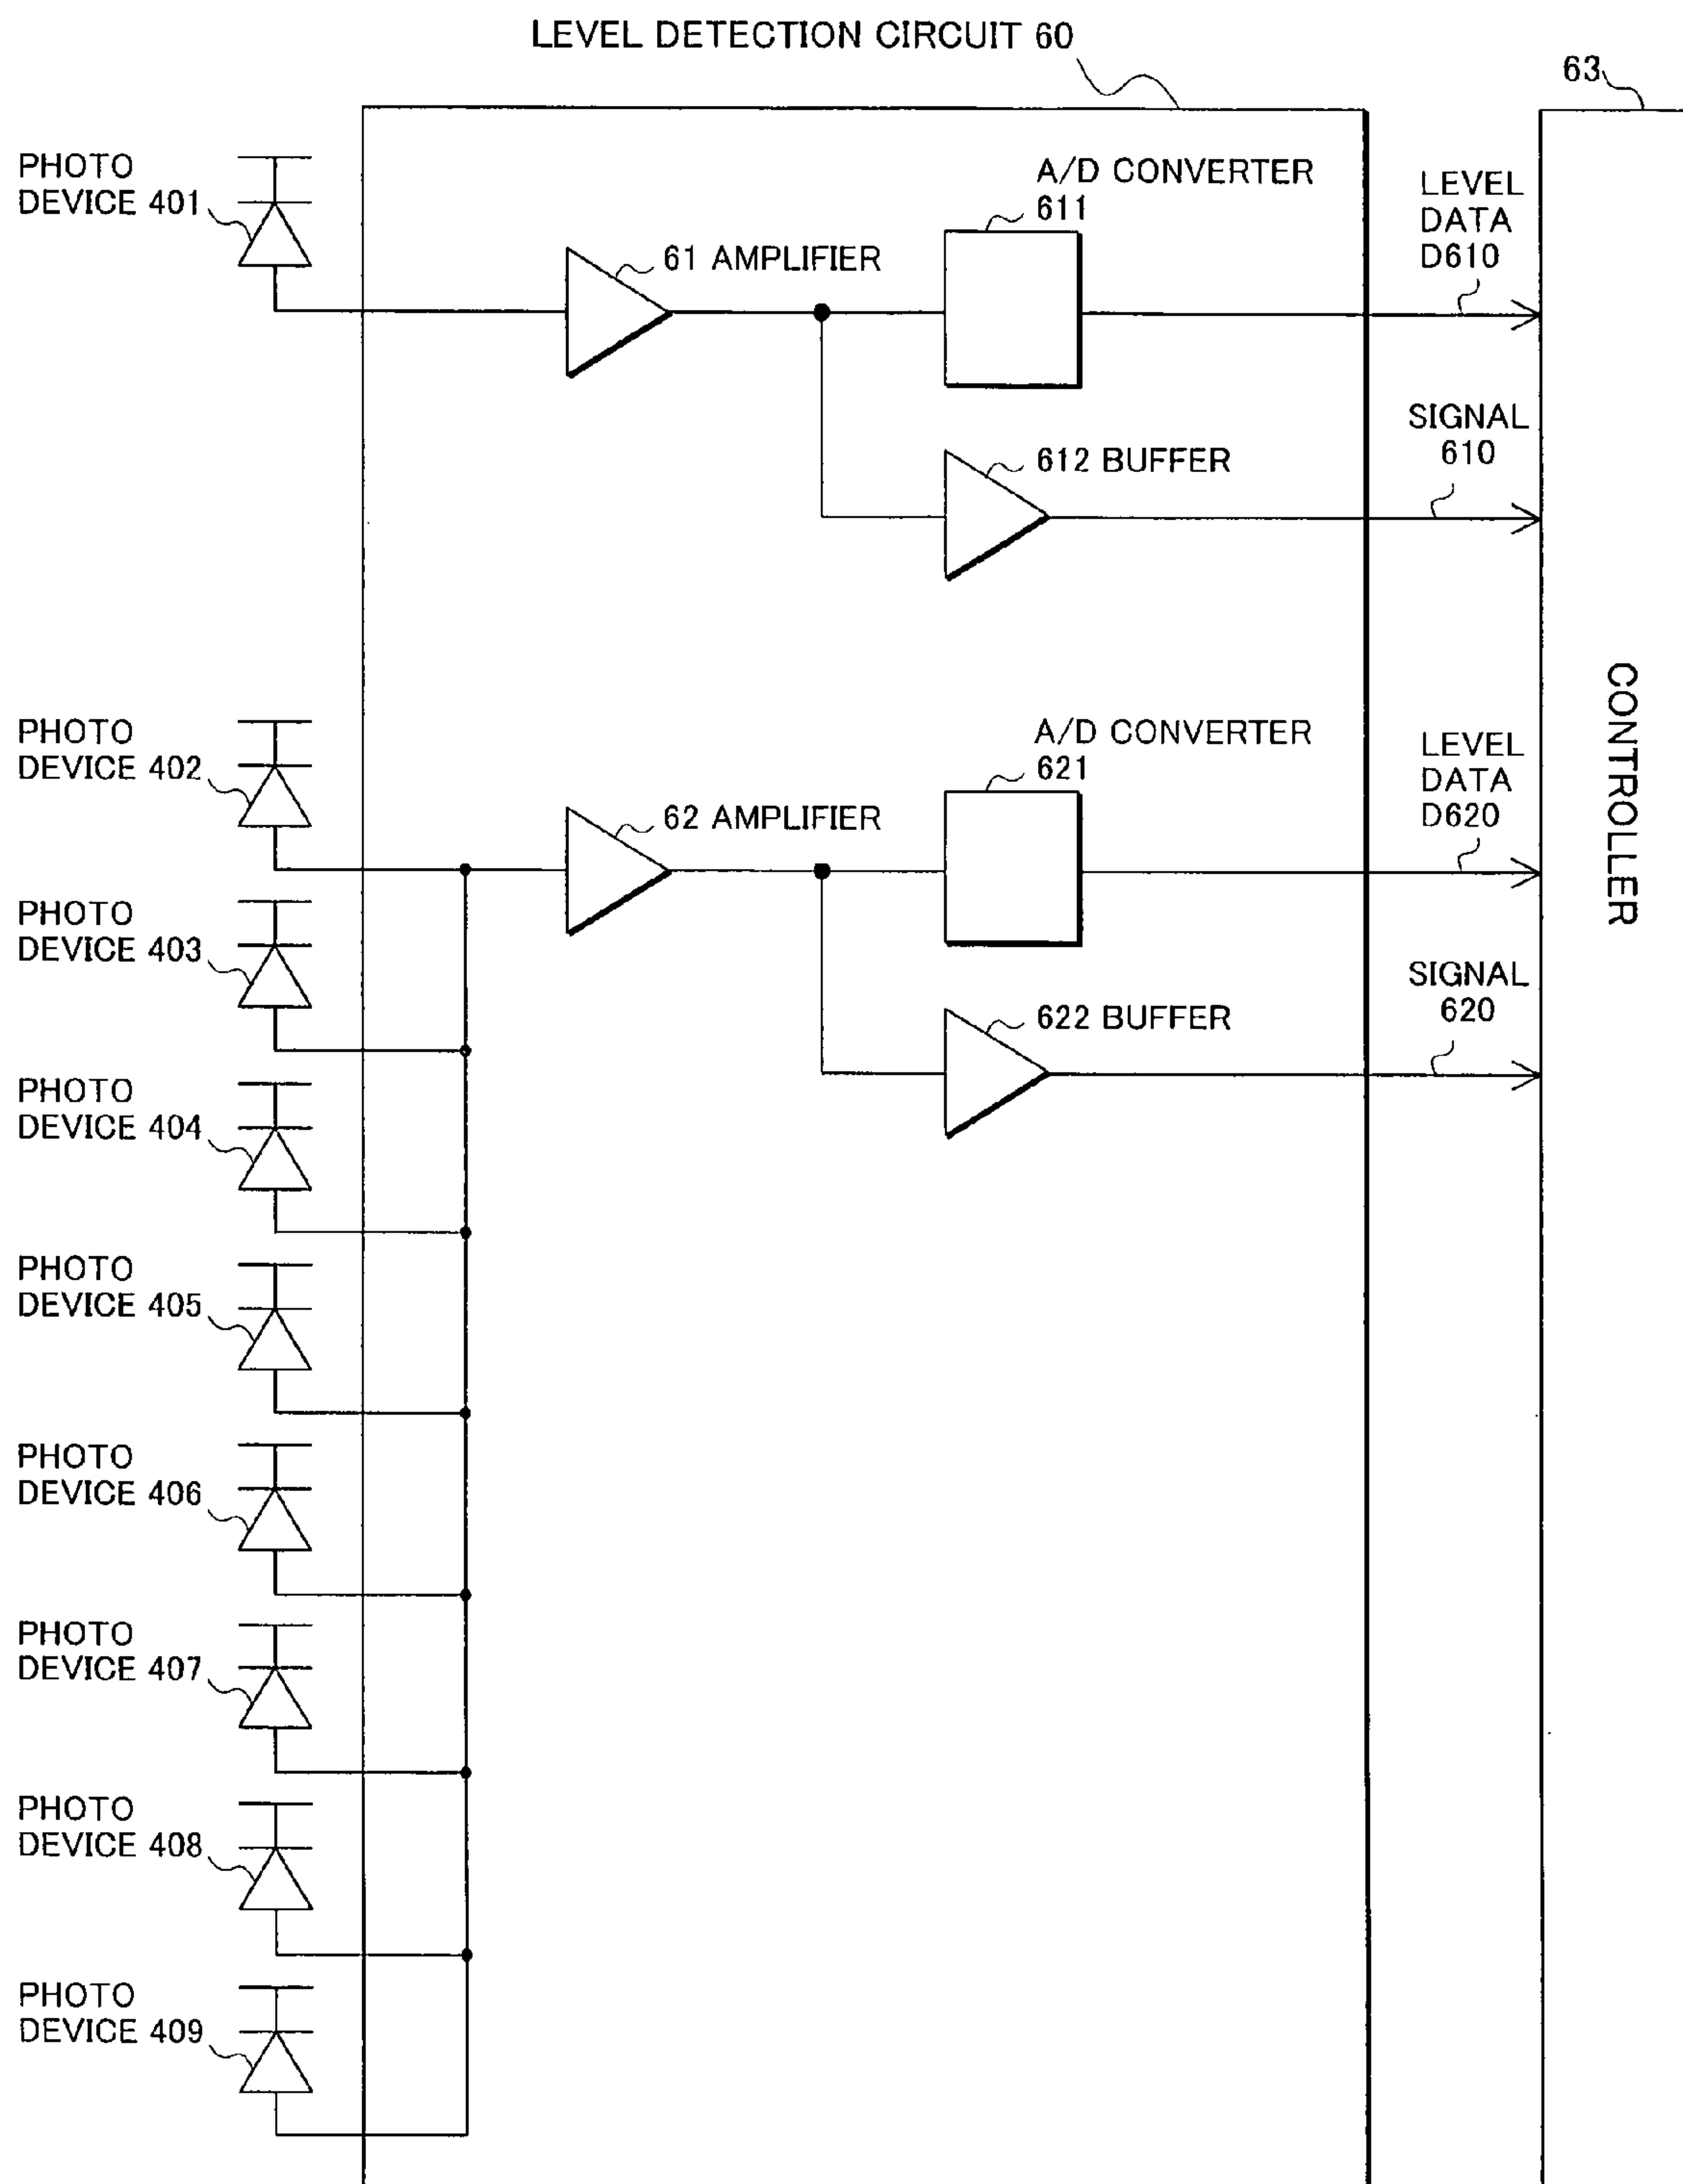 LEVEL DETECTION CIRCUIT 60
63
PHOTO
DEVICE 401
61 AMPLIFIER
A/D CONVERTER
611
LEVEL
DATA
D610
612 BUFFER
SIGNAL
610
CONTROLLER
PHOTO
DEVICE 402
62 AMPLIFIER
A/D CONVERTER
621
LEVEL
DATA
D620
PHOTO
DEVICE 403
622 BUFFER
SIGNAL
620
PHOTO
DEVICE 404
PHOTO
DEVICE 405
PHOTO
DEVICE 406
PHOTO
DEVICE 407
PHOTO
DEVICE 408
PHOTO
DEVICE 409